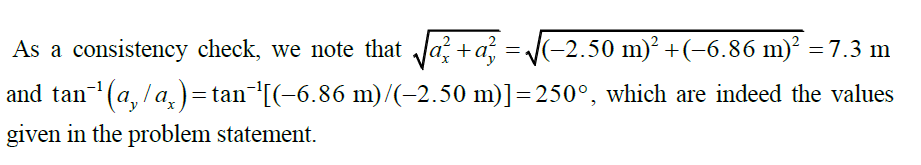 As a consistency check, we note that √(a_x² + a_y²) = √((−2.50 m)² + (−6.86 m)²) = 7.3 m
and tan⁻¹(a_y / a_x) = tan⁻¹[(−6.86 m)/(−2.50 m)] = 250°, which are indeed the values
given in the problem statement.